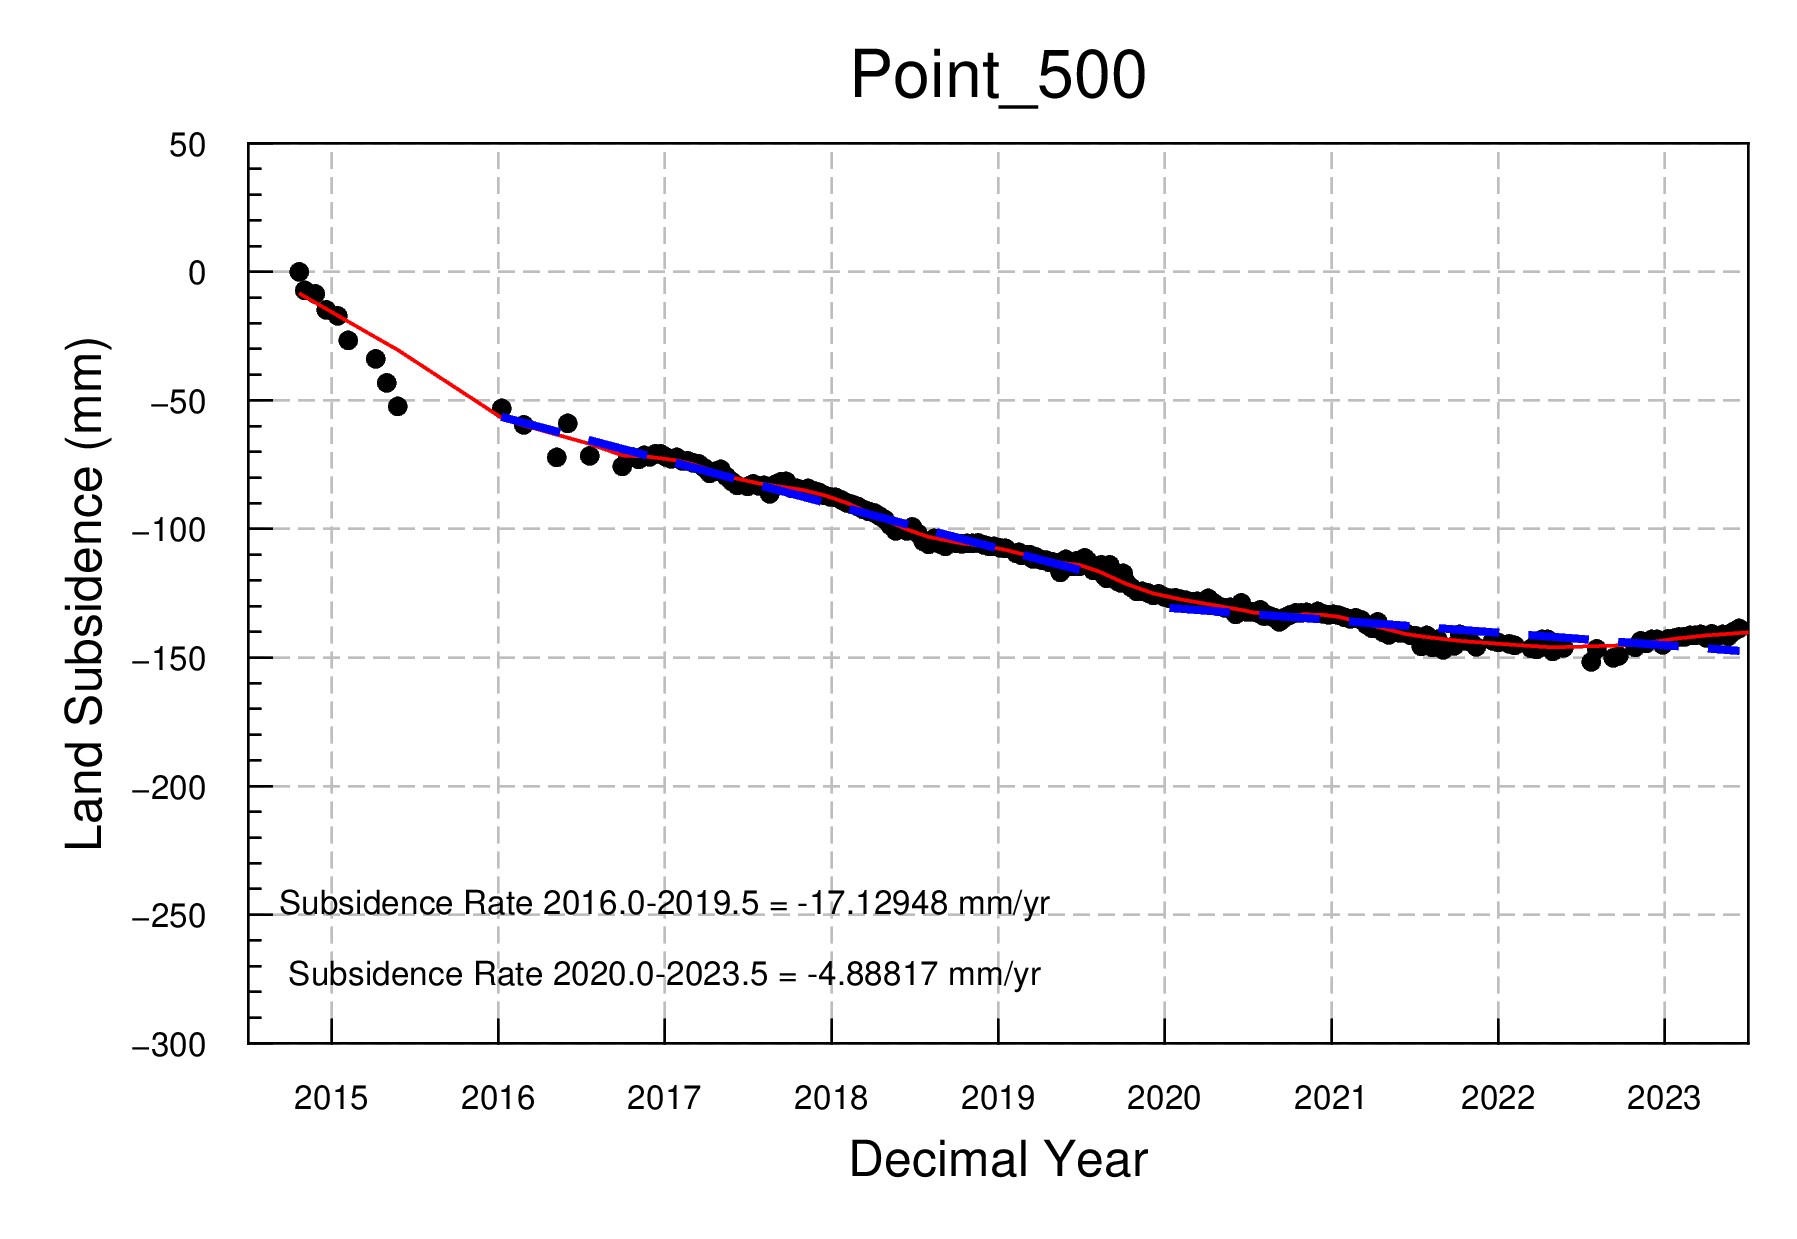 Point_500
50
0
−50
−100
−150
−200
−250
−300
Land Subsidence (mm)
Subsidence Rate 2016.0-2019.5 = -17.12948 mm/yr
Subsidence Rate 2020.0-2023.5 = -4.88817 mm/yr
2015 2016 2017 2018 2019 2020 2021 2022 2023
Decimal Year